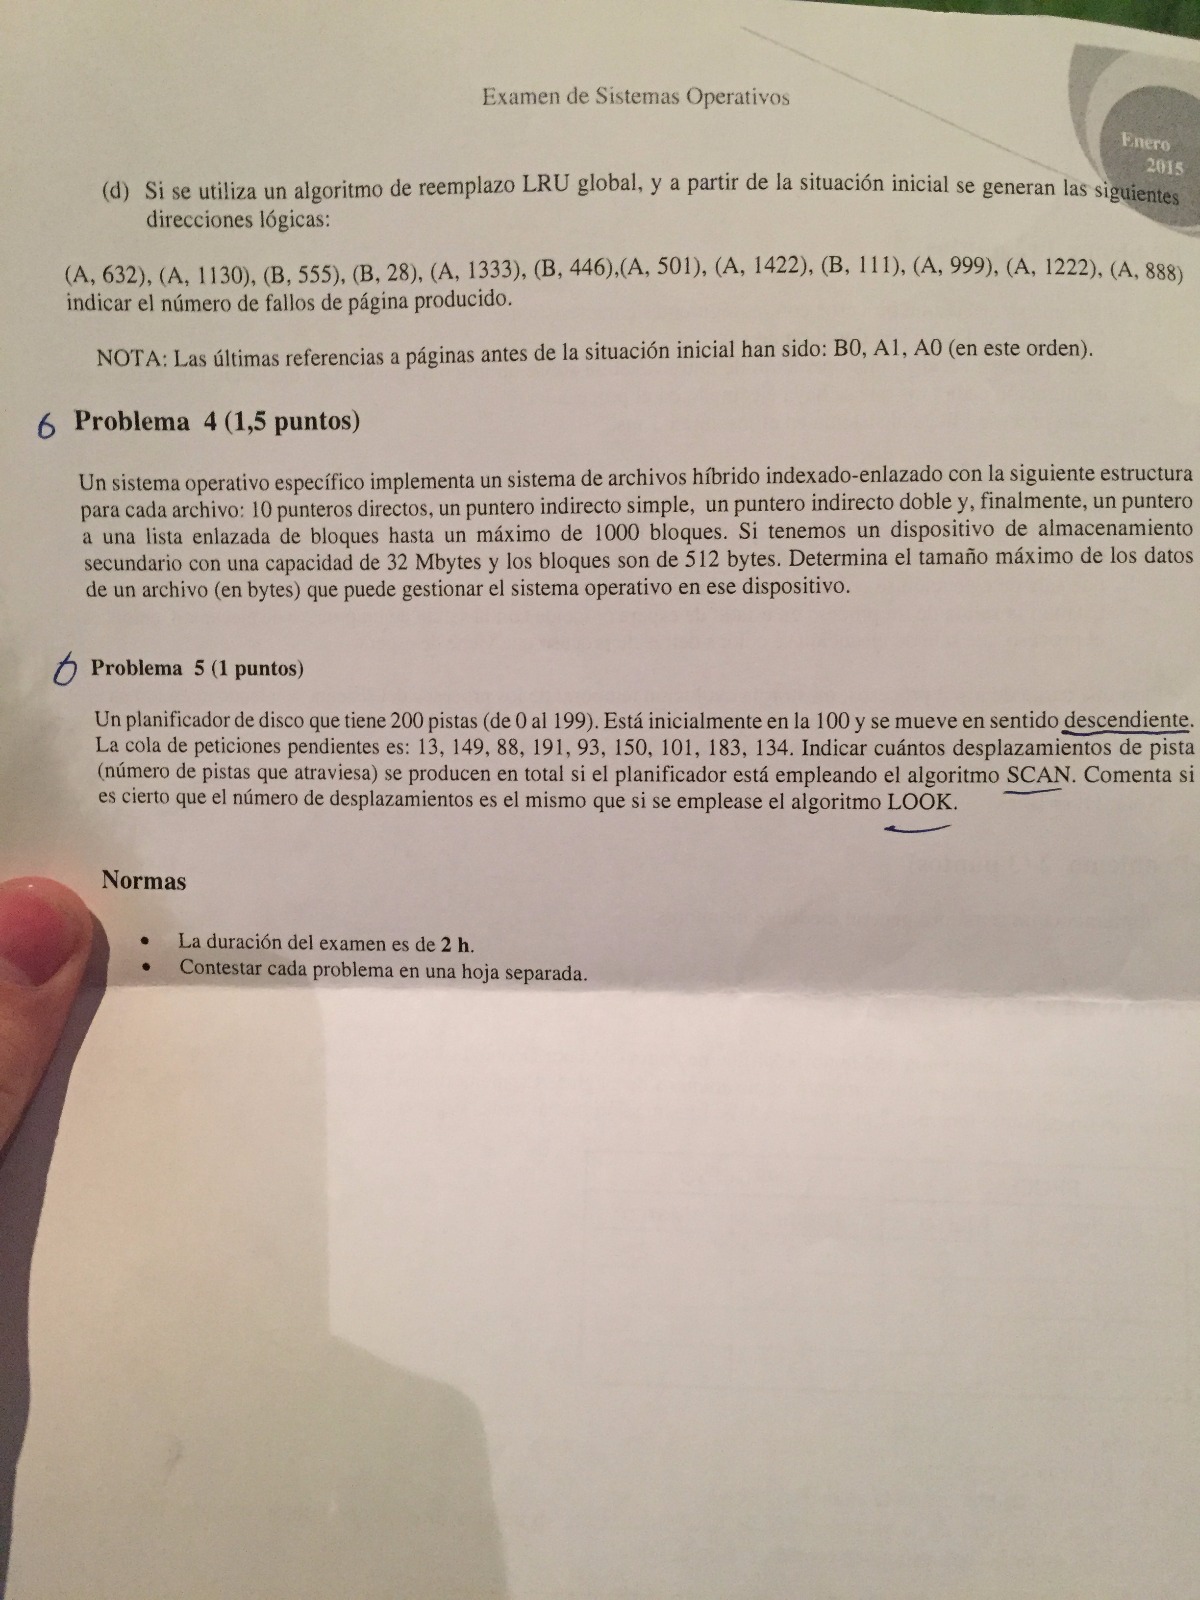 Examen de Sistemas Operativos
Enero
2015
(d) Si se utiliza un algoritmo de reemplazo LRU global, y a partir de la situación inicial se generan las siguientes
direcciones lógicas:
(A, 632), (A, 1130), (B, 555), (B, 28), (A, 1333), (B, 446),(A, 501), (A, 1422), (B, 111), (A, 999), (A, 1222), (A, 888)
indicar el número de fallos de página producido.
NOTA: Las últimas referencias a páginas antes de la situación inicial han sido: B0, A1, A0 (en este orden).
6 Problema 4 (1,5 puntos)
Un sistema operativo específico implementa un sistema de archivos híbrido indexado-enlazado con la siguiente estructura
para cada archivo: 10 punteros directos, un puntero indirecto simple, un puntero indirecto doble y, finalmente, un puntero
a una lista enlazada de bloques hasta un máximo de 1000 bloques. Si tenemos un dispositivo de almacenamiento
secundario con una capacidad de 32 Mbytes y los bloques son de 512 bytes. Determina el tamaño máximo de los datos
de un archivo (en bytes) que puede gestionar el sistema operativo en ese dispositivo.
Problema 5 (1 puntos)
Un planificador de disco que tiene 200 pistas (de 0 al 199). Está inicialmente en la 100 y se mueve en sentido descendiente.
La cola de peticiones pendientes es: 13, 149, 88, 191, 93, 150, 101, 183, 134. Indicar cuántos desplazamientos de pista
(número de pistas que atraviesa) se producen en total si el planificador está empleando el algoritmo SCAN. Comenta si
es cierto que el número de desplazamientos es el mismo que si se emplease el algoritmo LOOK.
Normas
• La duración del examen es de 2 h.
• Contestar cada problema en una hoja separada.